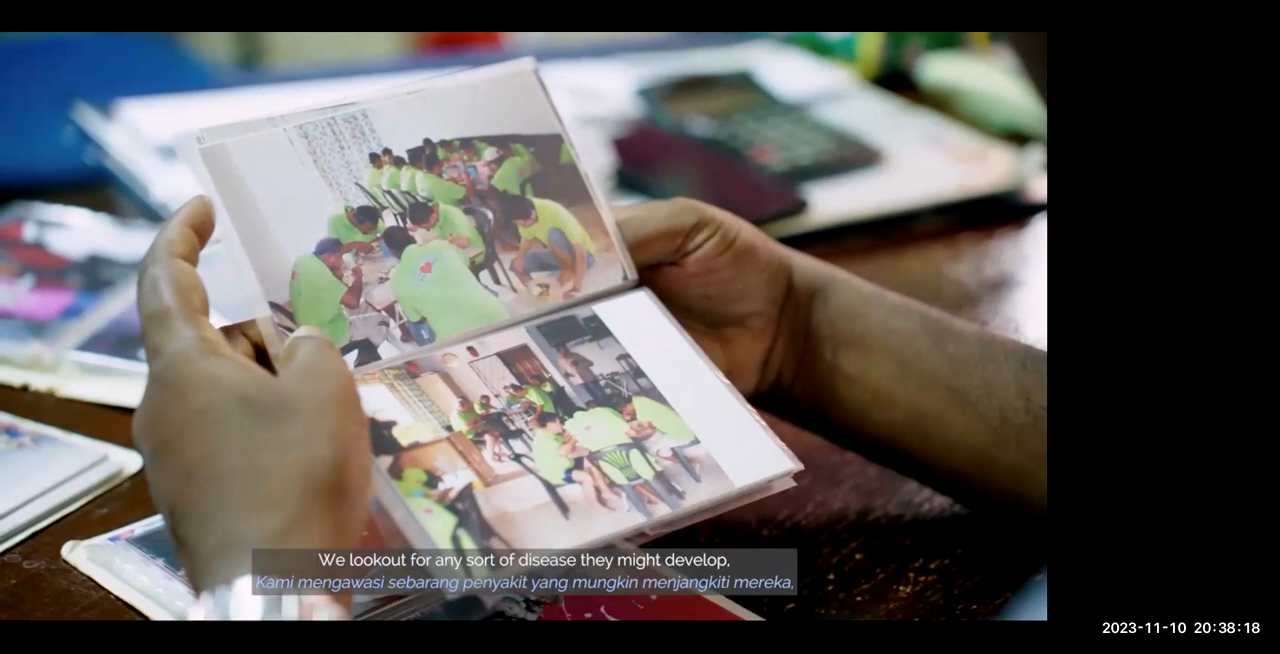 We lookout for any sort of disease they might develop,
Kami mengawasi sebarang penyakit yang mungkin menjangkiti mereka,
2023-11-10 20:38:18